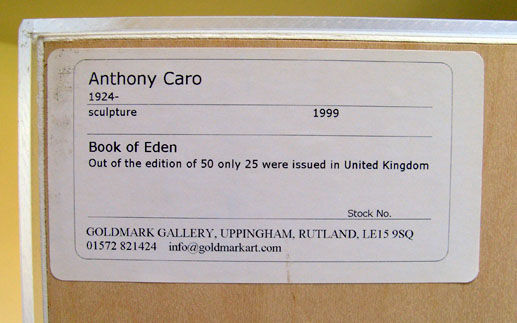 Anthony Caro
1924-
sculpture 1999
Book of Eden
Out of the edition of 50 only 25 were issued in United Kingdom
Stock No.
GOLDMARK GALLERY, UPPINGHAM, RUTLAND, LE15 9SQ
01572 821424 info@goldmarkart.com